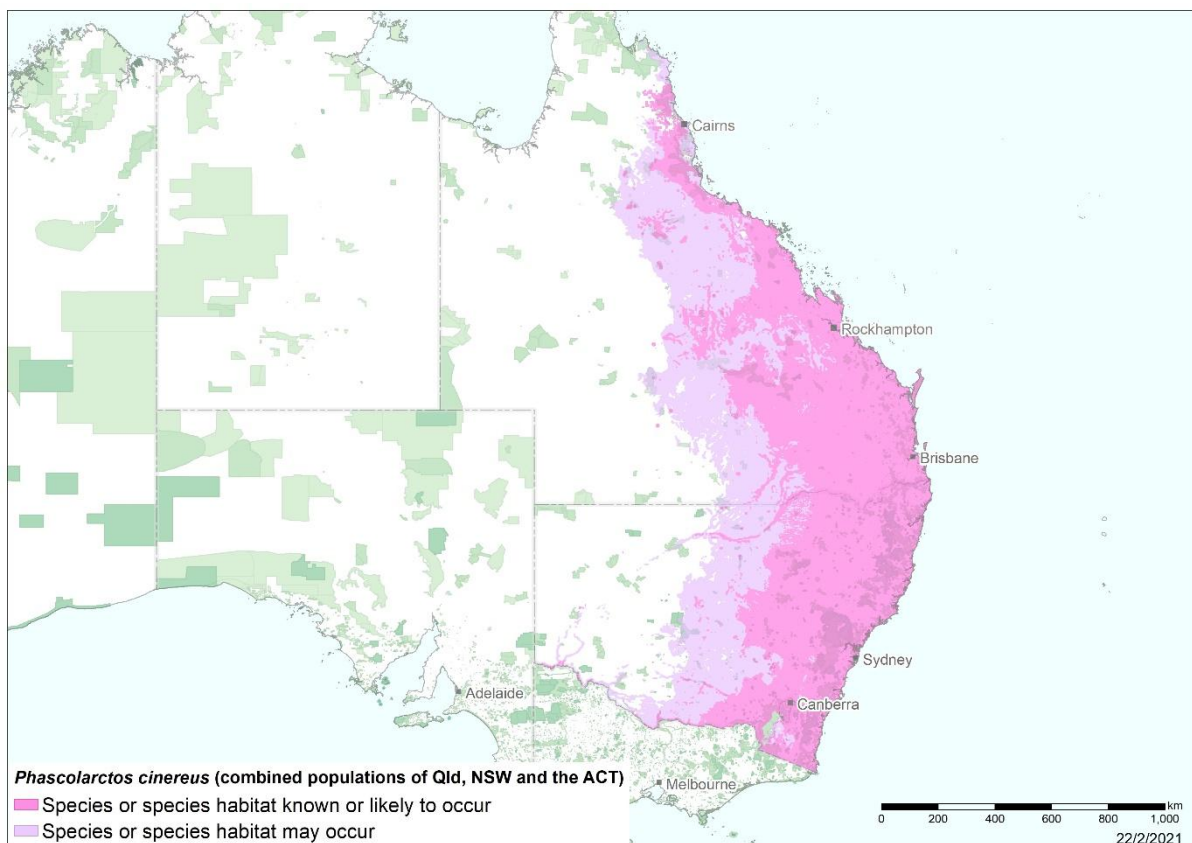 Cairns
Rockhampton
Brisbane
Sydney
Adelaide
Canberra
Melbourne
Phascolarctos cinereus (combined populations of Qld, NSW and the ACT)
Species or species habitat known or likely to occur
Species or species habitat may occur
km
0 200 400 600 800 1,000
22/2/2021